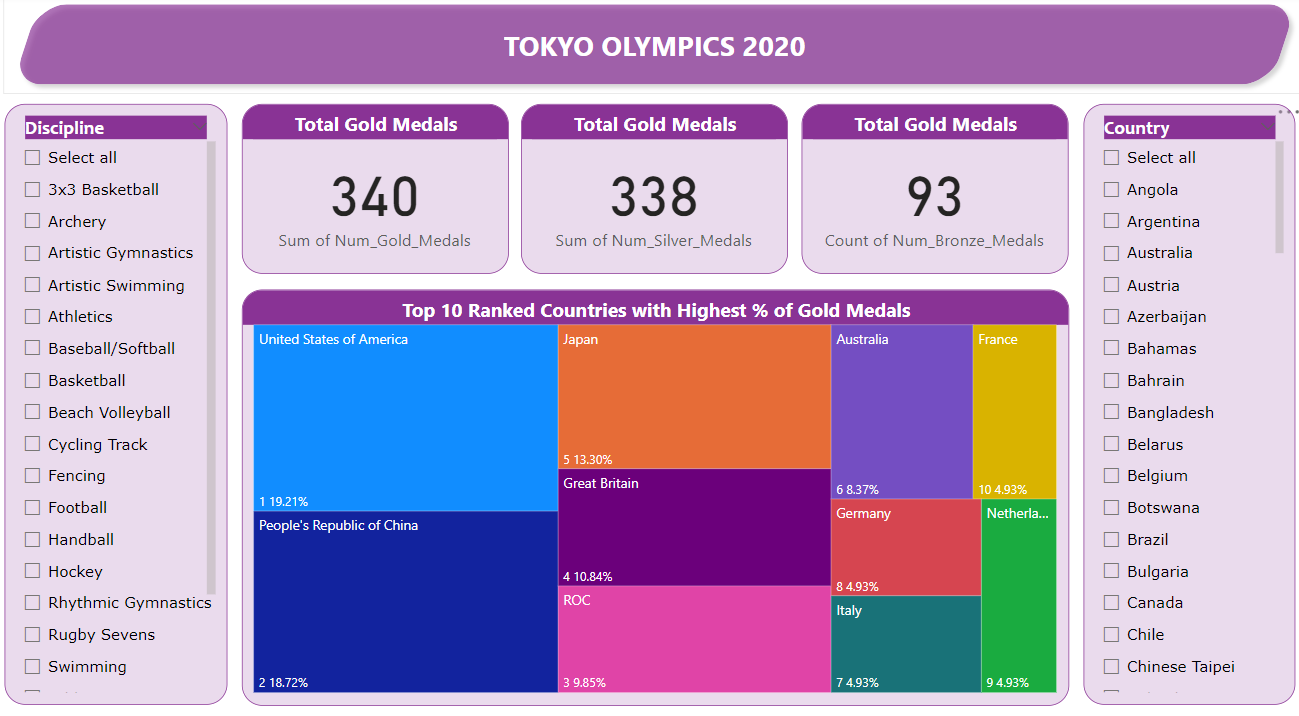 TOKYO OLYMPICS 2020
Discipline
Select all
3x3 Basketball
Archery
Artistic Gymnastics
Artistic Swimming
Athletics
Baseball/Softball
Basketball
Beach Volleyball
Cycling Track
Fencing
Football
Handball
Hockey
Rhythmic Gymnastics
Rugby Sevens
Swimming
Total Gold Medals
340
Sum of Num_Gold_Medals
Total Gold Medals
338
Sum of Num_Silver_Medals
Total Gold Medals
93
Count of Num_Bronze_Medals
Top 10 Ranked Countries with Highest % of Gold Medals
United States of America
1 19.21%
People's Republic of China
2 18.72%
Japan
5 13.30%
Great Britain
4 10.84%
ROC
3 9.85%
Australia
6 8.37%
France
10 4.93%
Germany
8 4.93%
Italy
7 4.93%
Netherla...
9 4.93%
Country
Select all
Angola
Argentina
Australia
Austria
Azerbaijan
Bahamas
Bahrain
Bangladesh
Belarus
Belgium
Botswana
Brazil
Bulgaria
Canada
Chile
Chinese Taipei